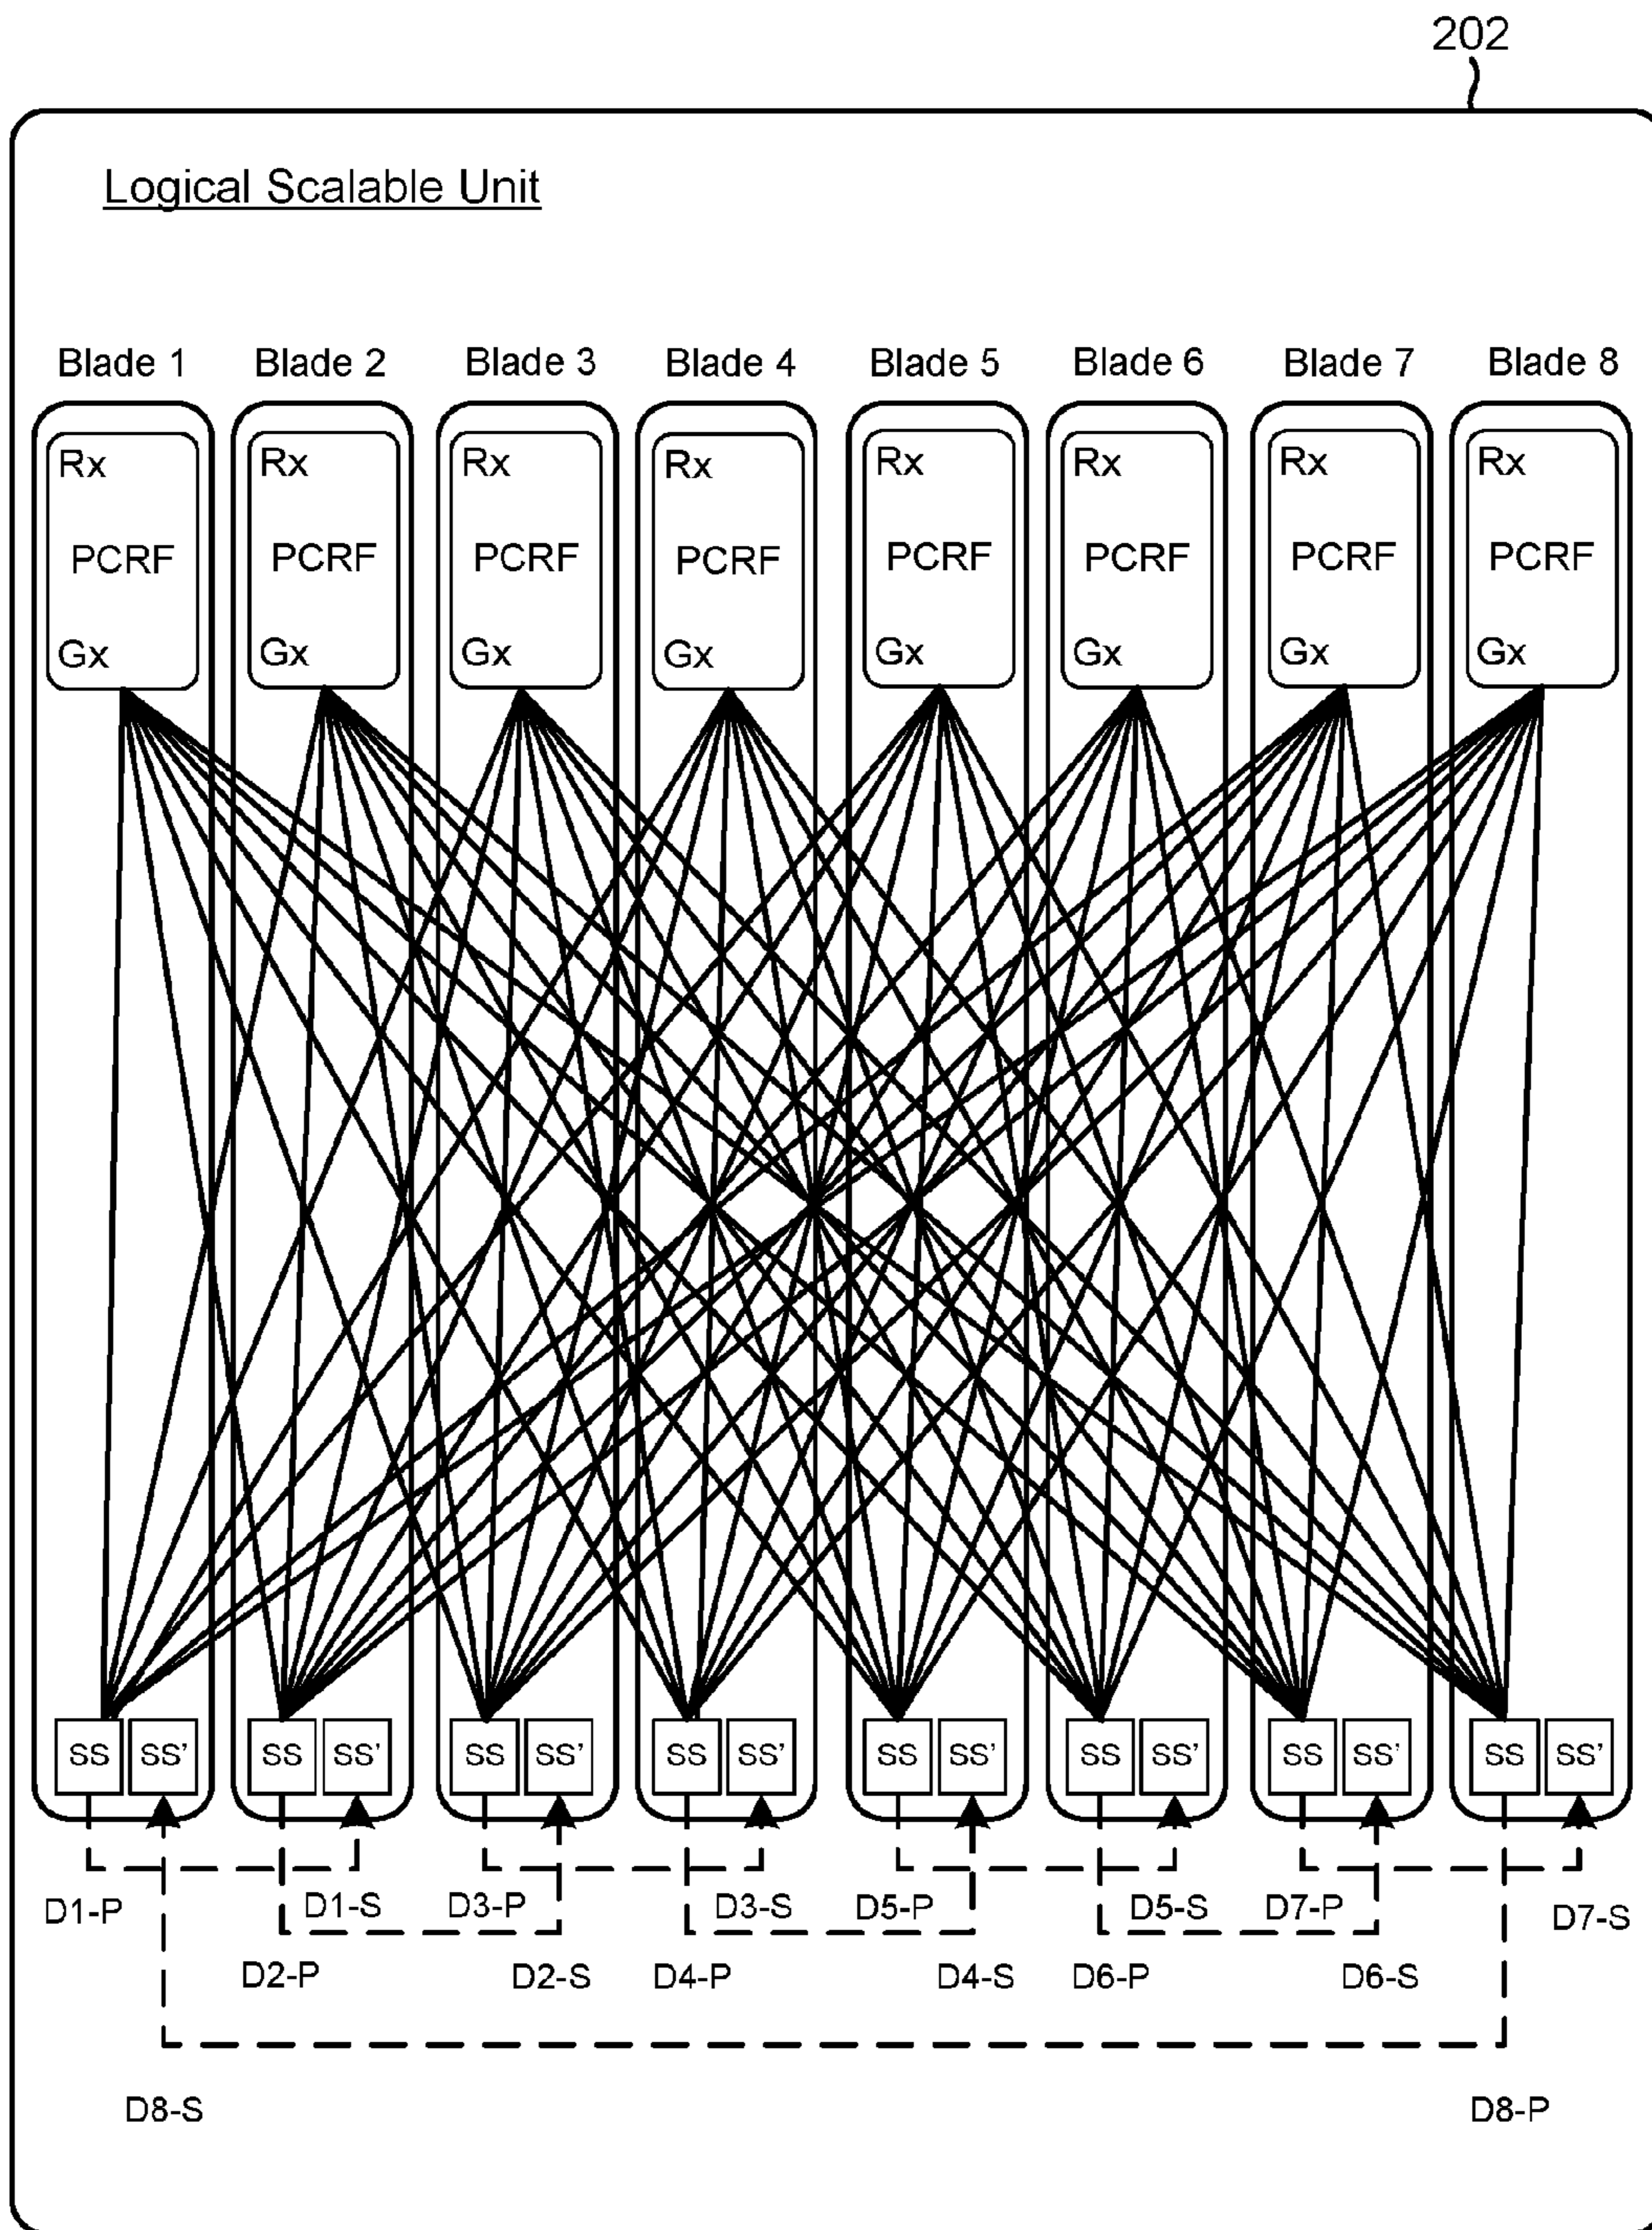 202
Logical Scalable Unit
Blade 1 Blade 2 Blade 3 Blade 4 Blade 5 Blade 6 Blade 7 Blade 8
Rx Rx Rx Rx Rx Rx Rx Rx
PCRF PCRF PCRF PCRF PCRF PCRF PCRF PCRF
Gx Gx Gx Gx Gx Gx Gx Gx
SS SS' SS SS' SS SS' SS SS' SS SS' SS SS' SS SS' SS SS'
D1-P D1-S D3-P D3-S D5-P D5-S D7-P D7-S
D2-P D2-S D4-P D4-S D6-P D6-S
D8-S D8-P